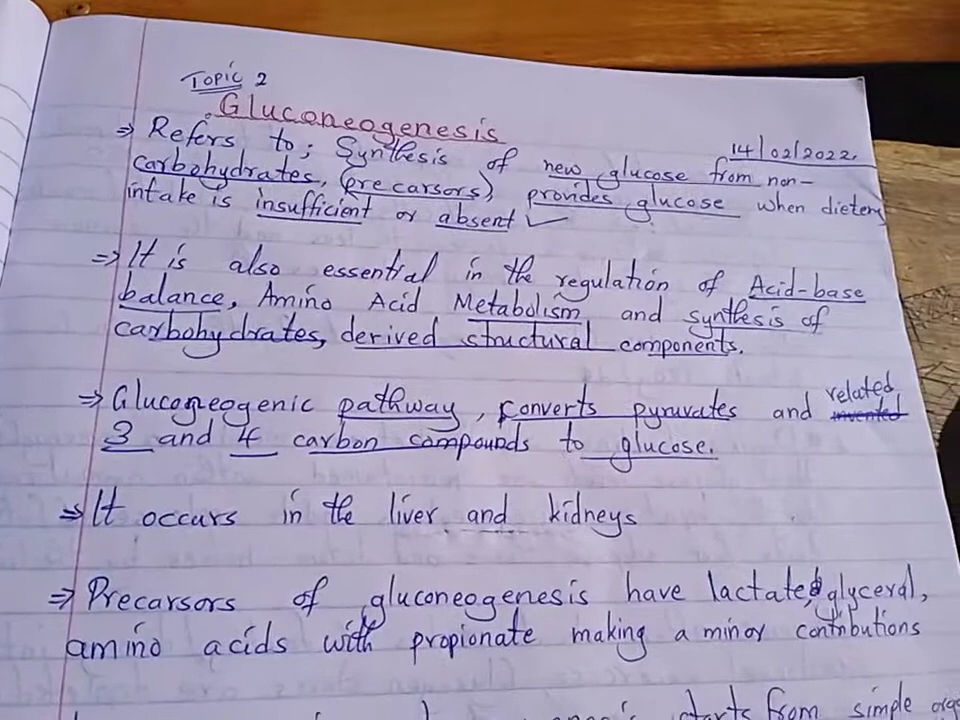 Topic 2
Gluconeogenesis
14/02/2022.
⇒ Refers to; Synthesis of new glucose from non-
carbohydrates, (precarsors), provides glucose when dietery
intake is insufficient or absent ✓
⇒ It is also essential in the regulation of Acid-base
balance, Amino Acid Metabolism and synthesis of
carbohydrates, derived structural components.
⇒ Gluconeogenic pathway, converts pyruvates and related invented
3 and 4 carbon compounds to glucose.
⇒ It occurs in the liver and kidneys
⇒ Precarsors of gluconeogenesis have lactate, glycerol,
amino acids with propionate making a minor contributions
starts from simple